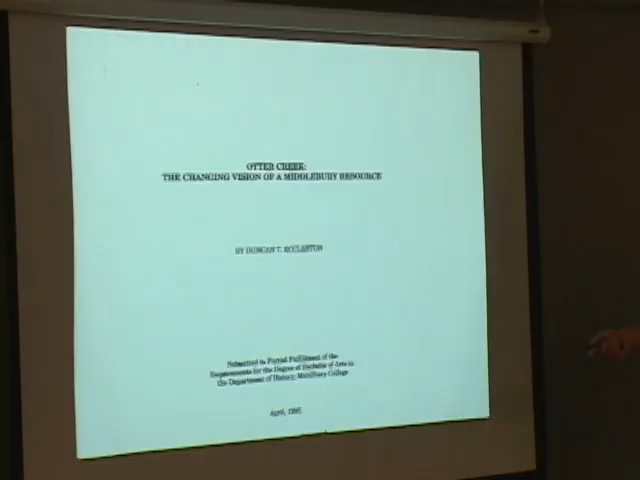 OTTER CREEK:
THE CHANGING VISION OF A MIDDLEBURY RESOURCE
BY DUNCAN T.
Submitted in Partial Fulfillment of the
Requirements for the Degree of Bachelor of Arts in
the Department of History, Middlebury College
April,